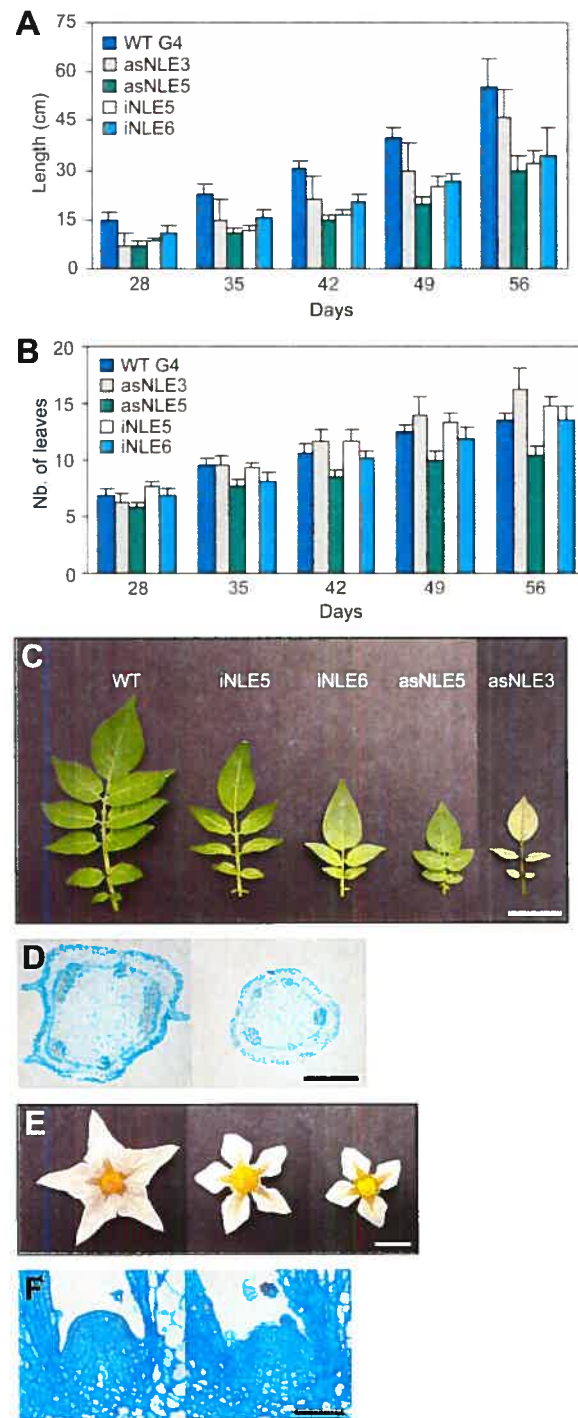 A
75
60
45
30
15
0
Length (cm)
WT G4
asNLE3
asNLE5
iNLE5
iNLE6
28 35 42 49 56
Days
B
20
15
10
5
0
Nb. of leaves
WT G4
asNLE3
asNLE5
iNLE5
iNLE6
28 35 42 49 56
Days
C
WT iNLE5 iNLE6 asNLE5 asNLE3
D
E
F